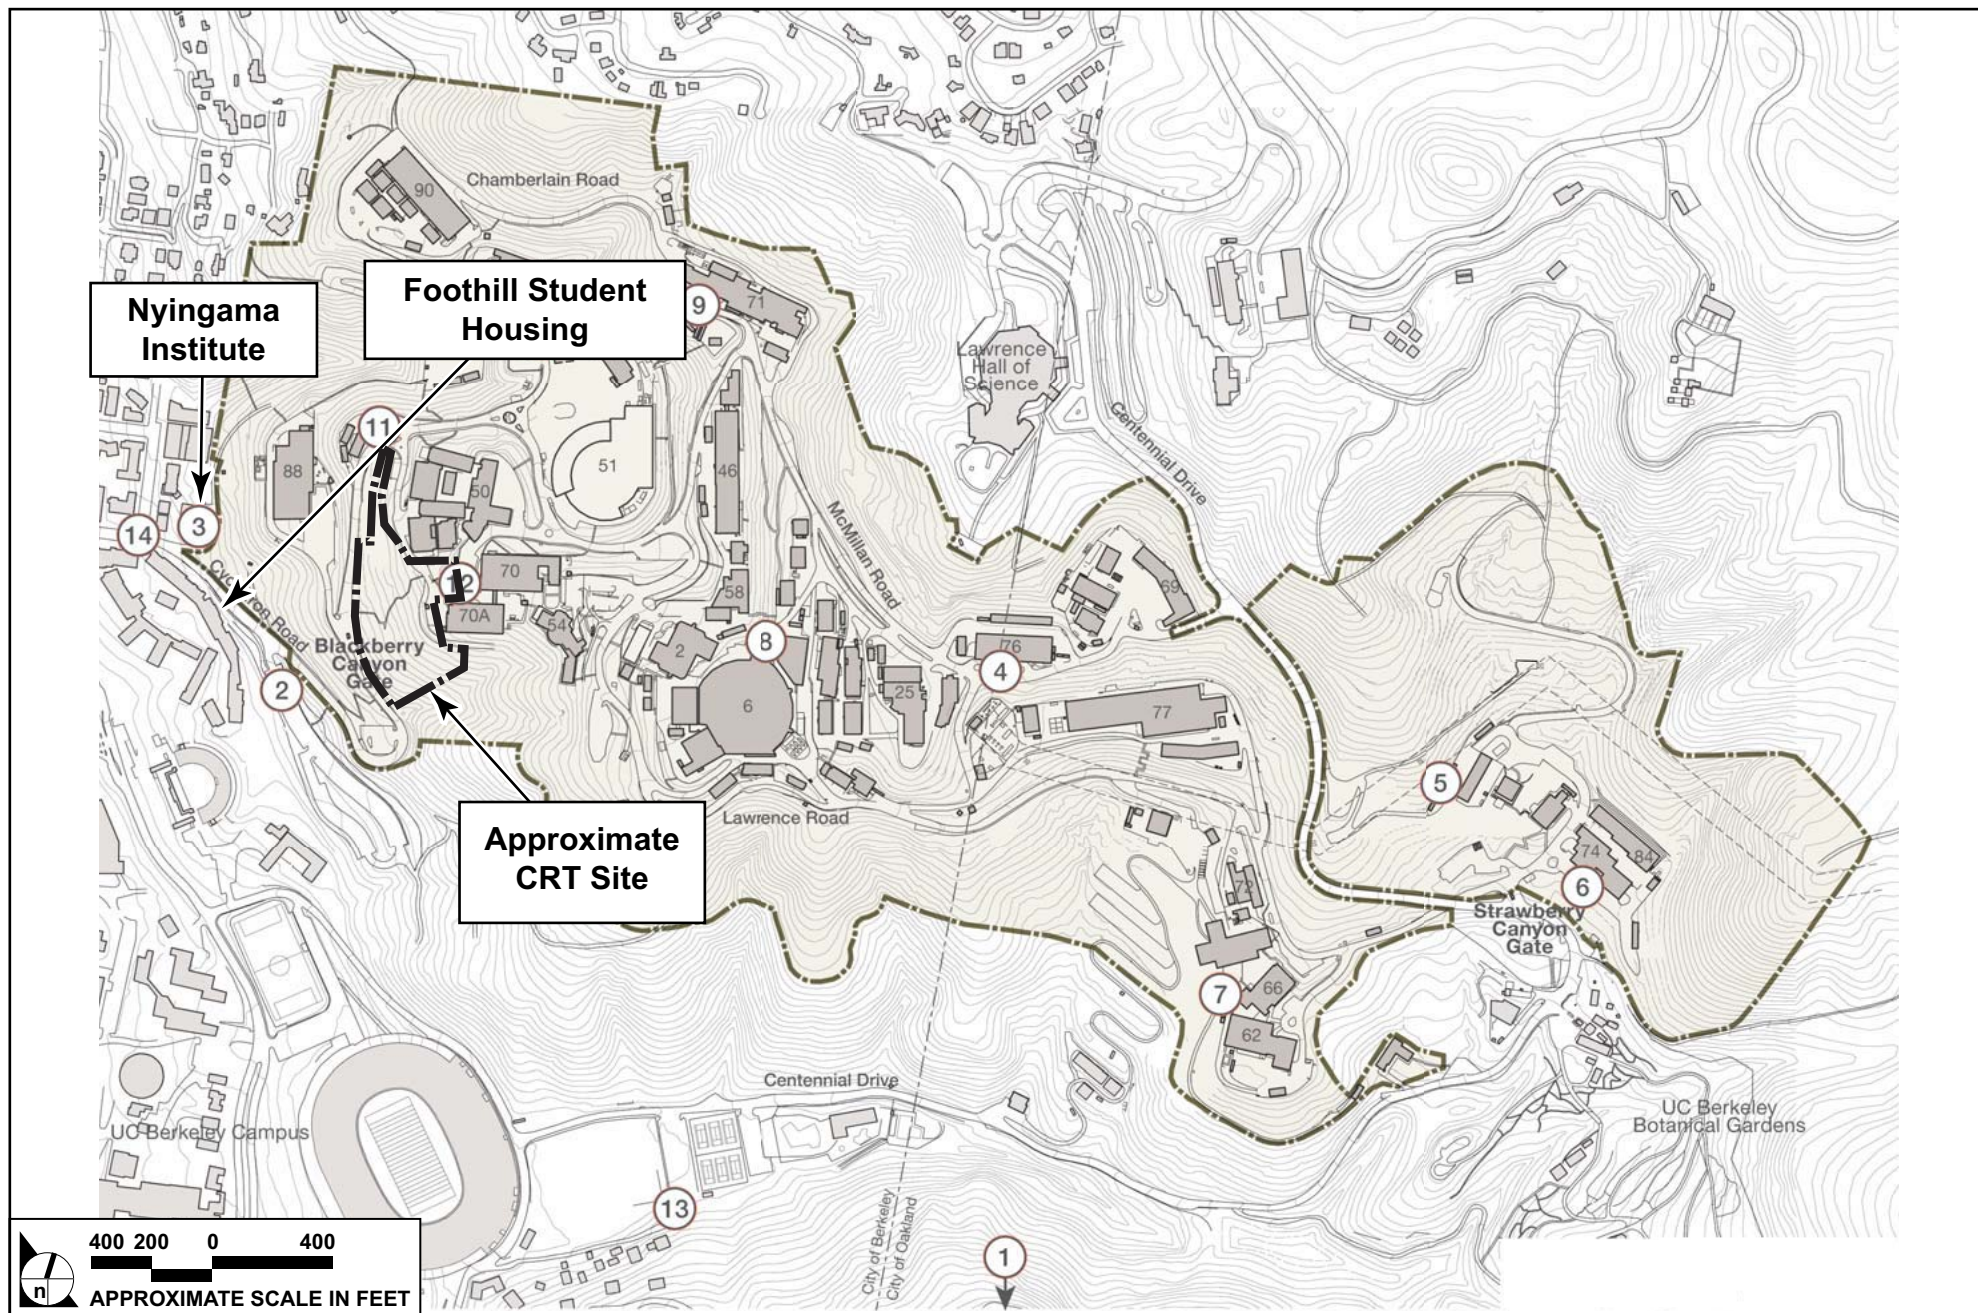 90
Chamberlain Road
Nyingama
Institute
Foothill Student
Housing
9
71
Lawrence
Hall of
Science
Centennial Drive
11
88
50
51
46
McMillan Road
14
3
12
70
70A
54
58
69
Cyclotron Road
Blackberry
Canyon
Gate
2
2
8
6
25
76
4
77
5
74
84
6
Approximate
CRT Site
Lawrence Road
72
Strawberry
Canyon
Gate
7
66
62
Centennial Drive
UC Berkeley Campus
UC Berkeley
Botanical Gardens
13
City of Berkeley
City of Oakland
1
400 200 0 400
n
APPROXIMATE SCALE IN FEET